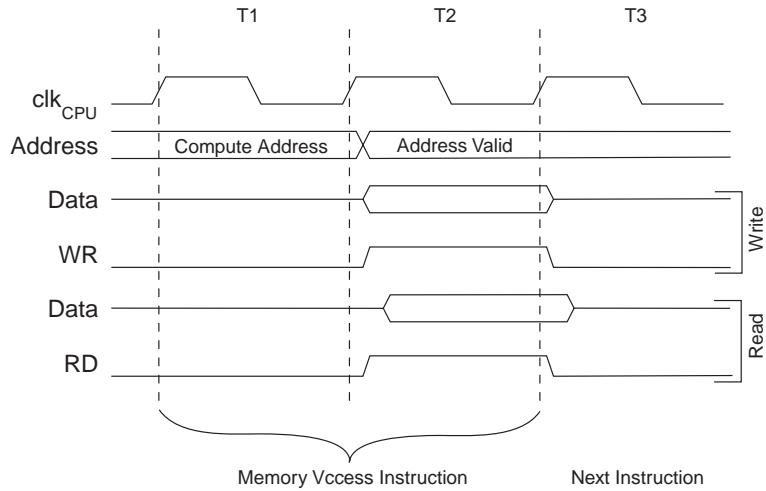 T1 T2 T3
clkCPU
Address Compute Address Address Valid
Data
WR
Write
Data
RD
Read
Memory Vccess Instruction Next Instruction